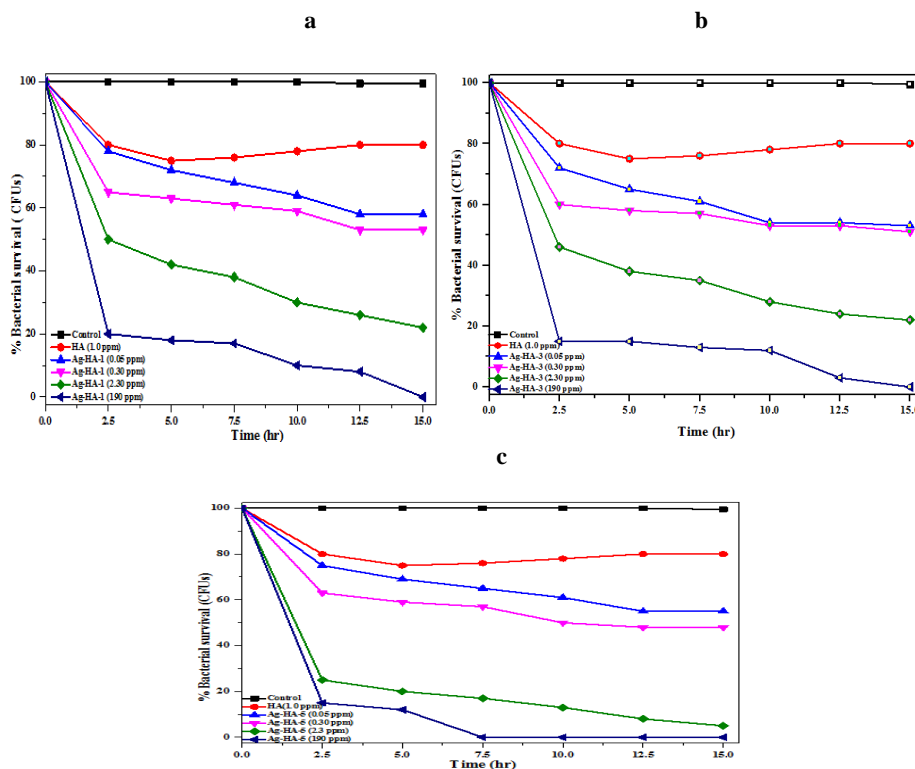 a
% Bacterial survival (CFUs)
100
80
60
40
20
0
Control
HA (1.0 ppm)
Ag-HA-1 (0.05 ppm)
Ag-HA-1 (0.30 ppm)
Ag-HA-1 (2.30 ppm)
Ag-HA-1 (190 ppm)
0.0 2.5 5.0 7.5 10.0 12.5 15.0
Time (hr)
b
% Bacterial survival (CFUs)
100
80
60
40
20
0
Control
HA (1.0 ppm)
Ag-HA-3 (0.05 ppm)
Ag-HA-3 (0.30 ppm)
Ag-HA-3 (2.30 ppm)
Ag-HA-3 (190 ppm)
0.0 2.5 5.0 7.5 10.0 12.5 15.0
Time (hr)
c
% Bacterial survival (CFUs)
100
80
60
40
20
0
Control
HA(1.0 ppm)
Ag-HA-5 (0.05 ppm)
Ag-HA-5 (0.30 ppm)
Ag-HA-5 (2.3 ppm)
Ag-HA-5 (190 ppm)
0.0 2.5 5.0 7.5 10.0 12.5 15.0
Time (hr)